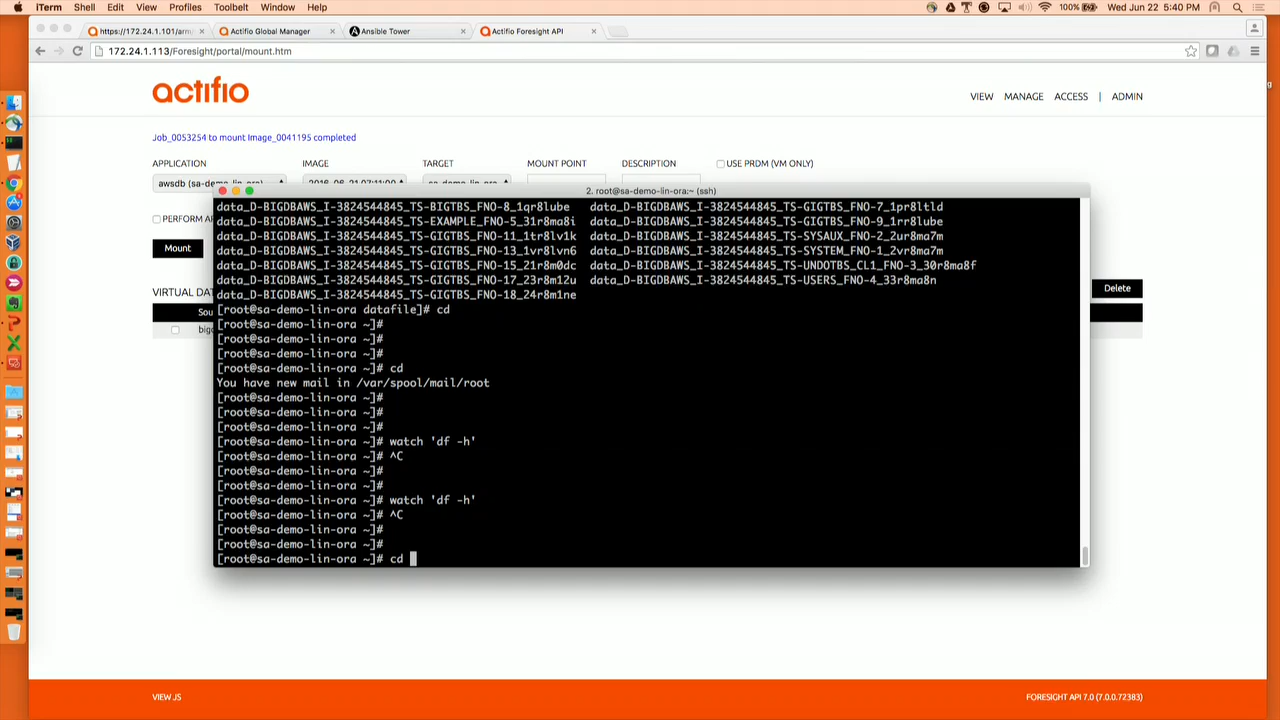 iTerm Shell Edit View Profiles Toolbelt Window Help 100% Wed Jun 22 5:40 PM
https://172.24.1.101/arm Actifio Global Manager Ansible Tower Actifio Foresight API
172.24.1.113/Foresight/portal/mount.htm
actifio
VIEW MANAGE ACCESS | ADMIN
Job_0053254 to mount Image_0041195 completed
APPLICATION IMAGE TARGET MOUNT POINT DESCRIPTION USE PRDM (VM ONLY)
awsdb (sa-demo-lin-ora)
2. root@sa-demo-lin-ora:~ (ssh)
PERFORM
Mount
VIRTUAL
Delete
data_D-BIGDBAWS_I-3824544845_TS-BIGTBS_FNO-8_1qr8lube data_D-BIGDBAWS_I-3824544845_TS-GIGTBS_FNO-7_1pr8ltld
data_D-BIGDBAWS_I-3824544845_TS-EXAMPLE_FNO-5_31r8ma8i data_D-BIGDBAWS_I-3824544845_TS-GIGTBS_FNO-9_1rr8lube
data_D-BIGDBAWS_I-3824544845_TS-GIGTBS_FNO-11_1tr8lv1k data_D-BIGDBAWS_I-3824544845_TS-SYSAUX_FNO-2_2ur8ma7m
data_D-BIGDBAWS_I-3824544845_TS-GIGTBS_FNO-13_1vr8lvn6 data_D-BIGDBAWS_I-3824544845_TS-SYSTEM_FNO-1_2vr8ma7m
data_D-BIGDBAWS_I-3824544845_TS-GIGTBS_FNO-15_21r8m0dc data_D-BIGDBAWS_I-3824544845_TS-UNDOTBS_CL1_FNO-3_30r8ma8f
data_D-BIGDBAWS_I-3824544845_TS-GIGTBS_FNO-17_23r8m12u data_D-BIGDBAWS_I-3824544845_TS-USERS_FNO-4_33r8ma8n
data_D-BIGDBAWS_I-3824544845_TS-GIGTBS_FNO-18_24r8m1ne
[root@sa-demo-lin-ora datafile]# cd
[root@sa-demo-lin-ora ~]#
[root@sa-demo-lin-ora ~]#
[root@sa-demo-lin-ora ~]#
[root@sa-demo-lin-ora ~]# cd
You have new mail in /var/spool/mail/root
[root@sa-demo-lin-ora ~]#
[root@sa-demo-lin-ora ~]#
[root@sa-demo-lin-ora ~]#
[root@sa-demo-lin-ora ~]# watch 'df -h'
[root@sa-demo-lin-ora ~]# ^C
[root@sa-demo-lin-ora ~]#
[root@sa-demo-lin-ora ~]#
[root@sa-demo-lin-ora ~]# watch 'df -h'
[root@sa-demo-lin-ora ~]# ^C
[root@sa-demo-lin-ora ~]#
[root@sa-demo-lin-ora ~]#
[root@sa-demo-lin-ora ~]# cd
VIEW JS FORESIGHT API 7.0 (7.0.0.72383)